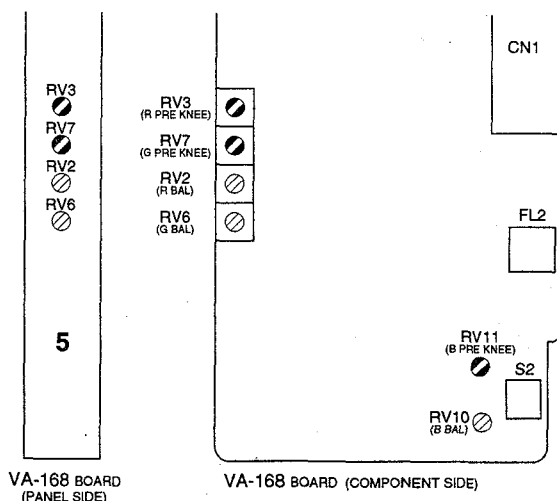 CN1
RV3
RV7
RV2
RV6
RV3
(R PRE KNEE)
RV7
(G PRE KNEE)
RV2
(R BAL)
RV6
(G BAL)
FL2
5
RV11
(B PRE KNEE)
S2
RV10
(B BAL)
VA-168 BOARD
(PANEL SIDE)
VA-168 BOARD (COMPONENT SIDE)